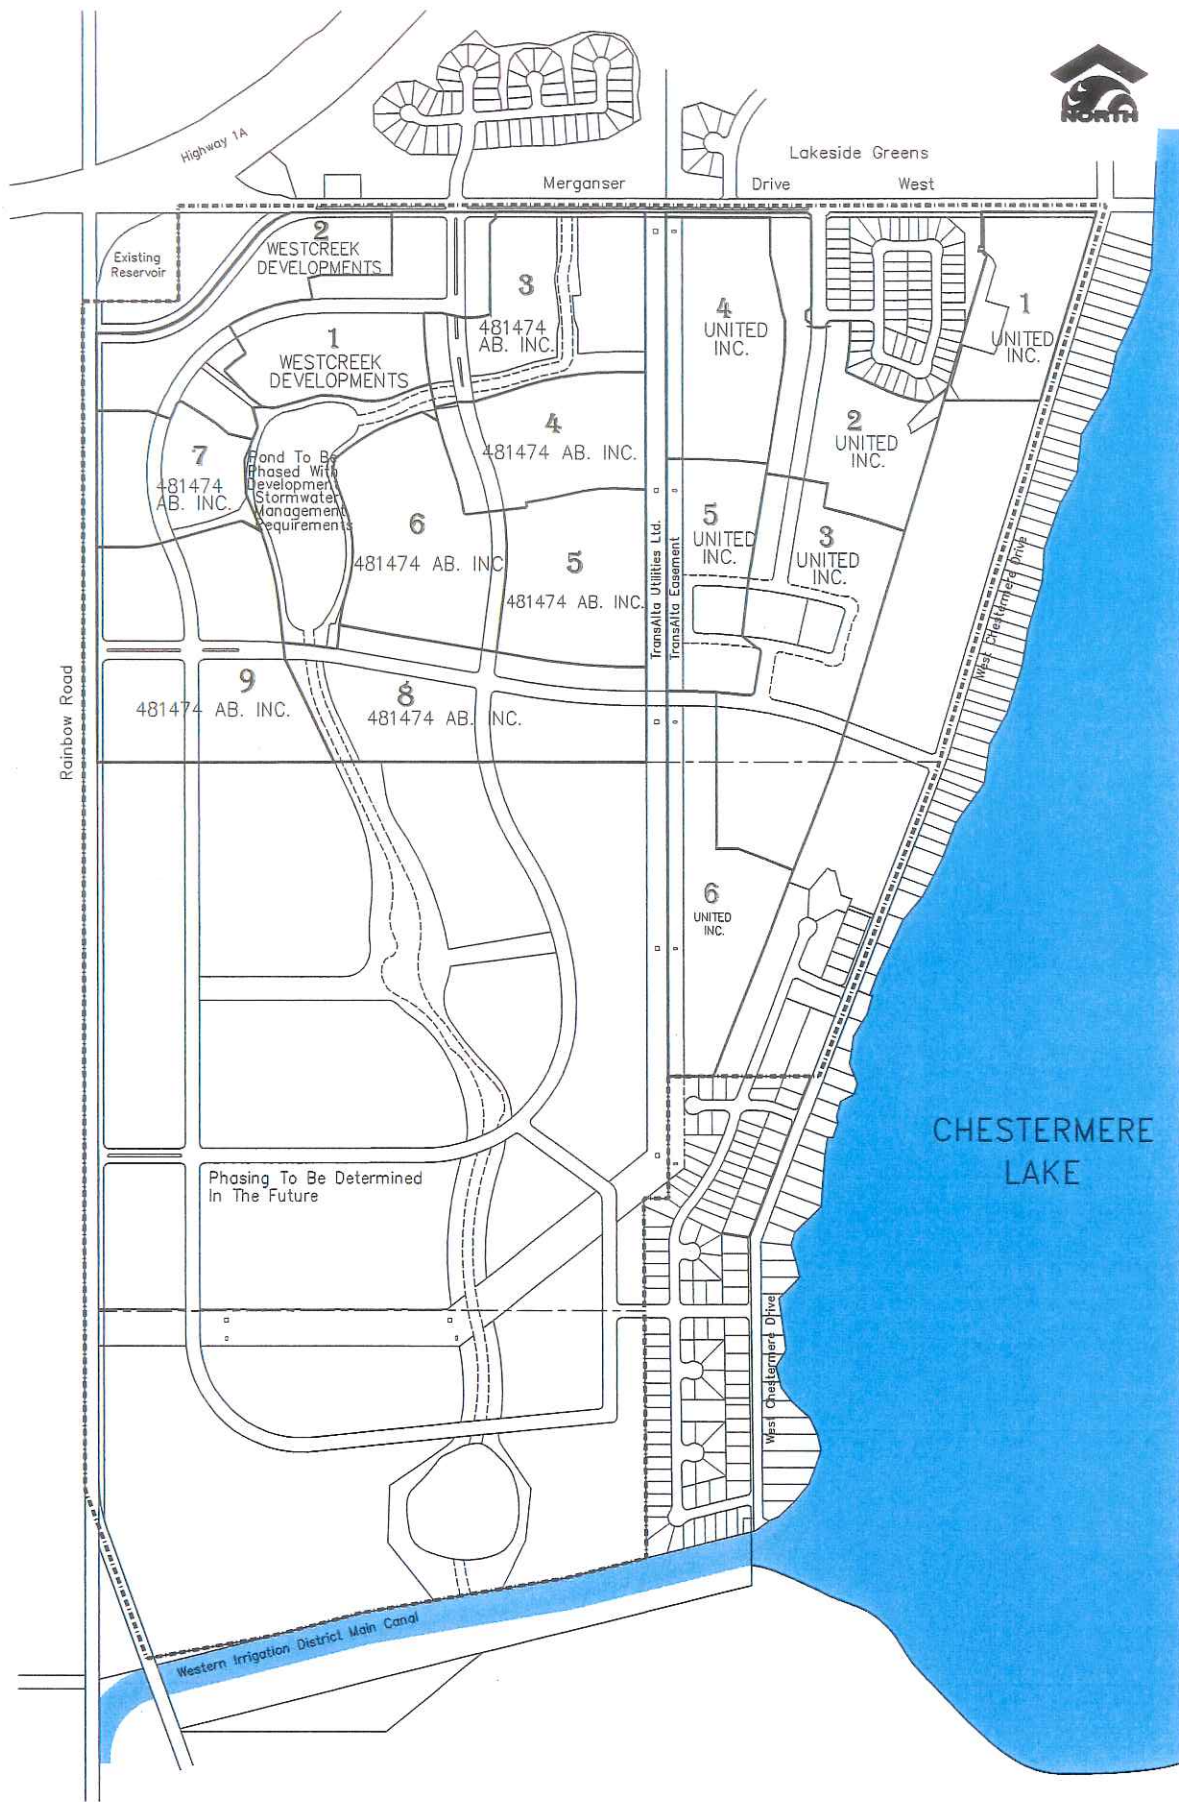 NORTH
Highway 1A
Lakeside Greens
Merganser Drive West
Existing
Reservoir
2
WESTCREEK
DEVELOPMENTS
3
481474
AB. INC.
4
UNITED
INC.
1
UNITED
INC.
1
WESTCREEK
DEVELOPMENTS
2
UNITED
INC.
4
481474 AB. INC.
7
481474
AB. INC.
Pond To Be
Phased With
Development
Stormwater
Management
Requirements
6
481474 AB. INC.
5
481474 AB. INC.
5
UNITED
INC.
3
UNITED
INC.
TransAlta Utilities Ltd.
TransAlta Easement
West Chestermere Drive
Rainbow Road
9
481474 AB. INC.
8
481474 AB. INC.
6
UNITED
INC.
CHESTERMERE
LAKE
Phasing To Be Determined
In The Future
West Chestermere Drive
Western Irrigation District Main Canal